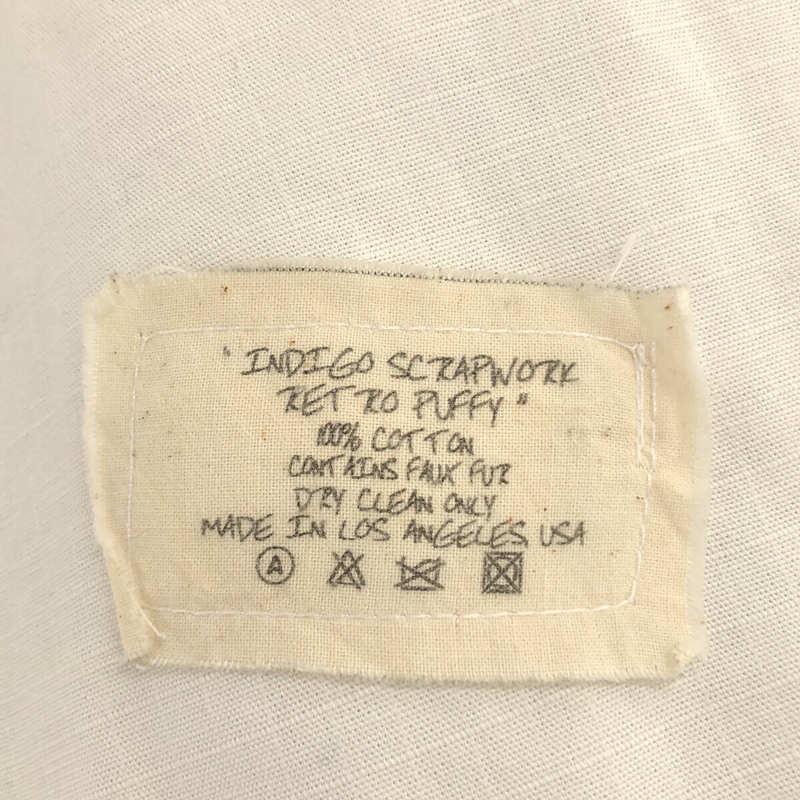 "INDIGO SCRAPWORK
RETRO PUFFY"
100% COTTON
CONTAINS FAUX FUR
DRY CLEAN ONLY
MADE IN LOS ANGELES USA
A